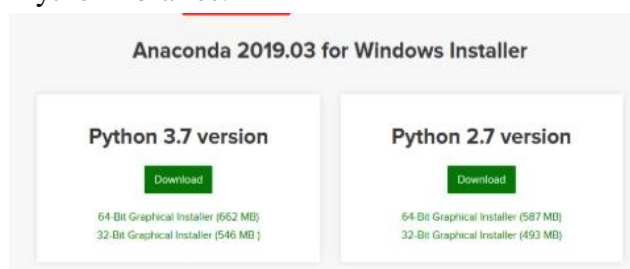 Anaconda 2019.03 for Windows Installer
Python 3.7 version
Download
64-Bit Graphical Installer (662 MB)
32-Bit Graphical Installer (546 MB )
Python 2.7 version
Download
64-Bit Graphical Installer (587 MB)
32-Bit Graphical Installer (493 MB)